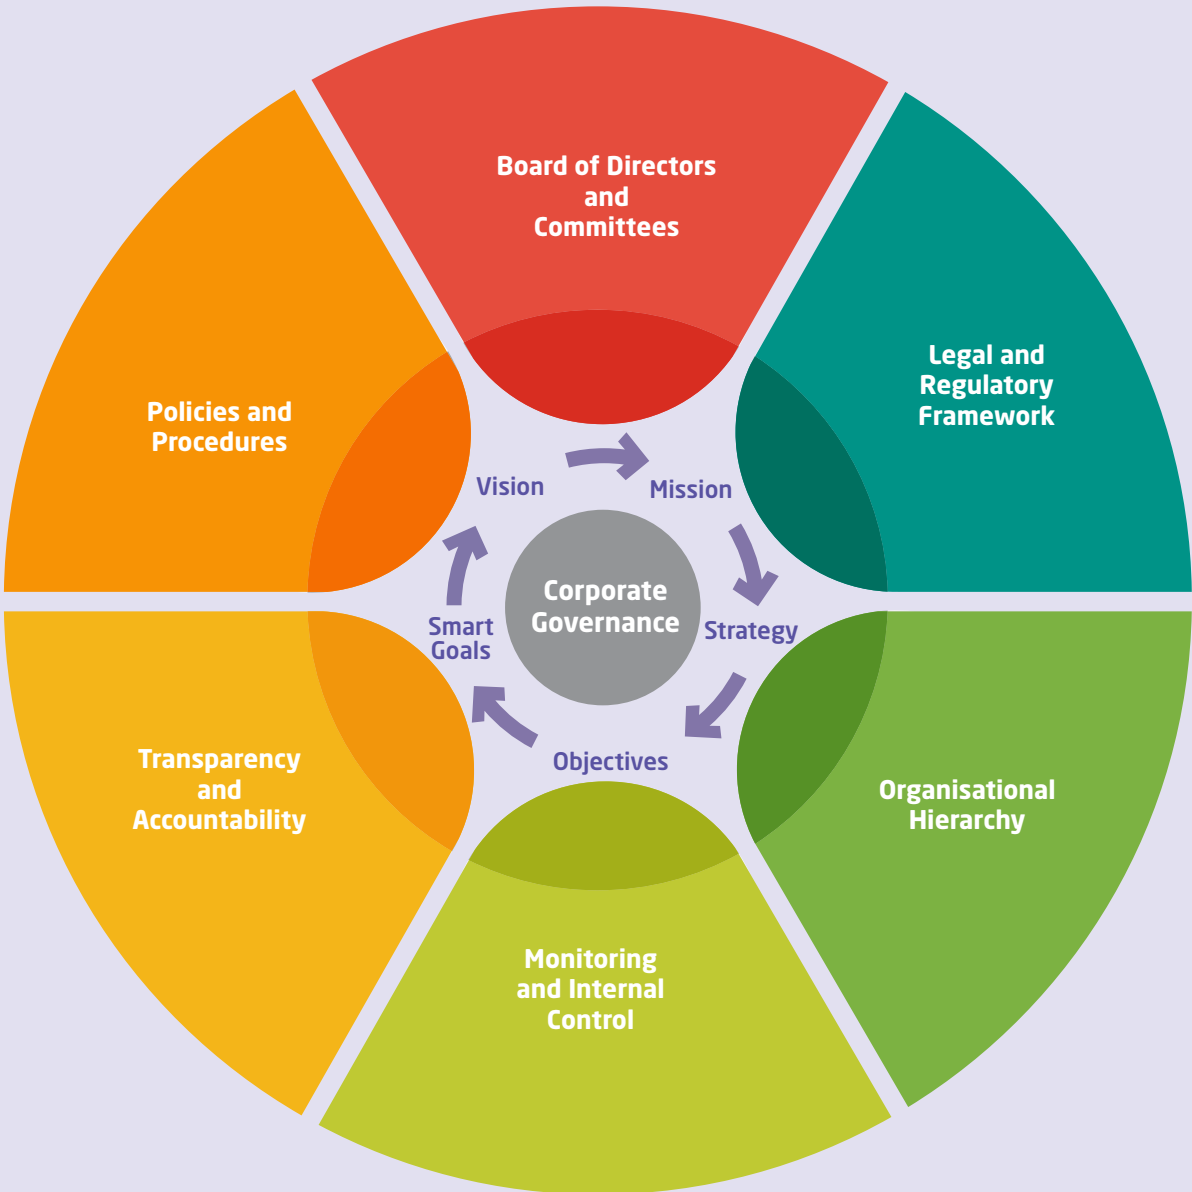 Board of Directors
and
Committees
Legal and
Regulatory
Framework
Policies and
Procedures
Vision
Mission
Corporate
Governance
Smart
Goals
Strategy
Objectives
Transparency
and
Accountability
Organisational
Hierarchy
Monitoring
and Internal
Control